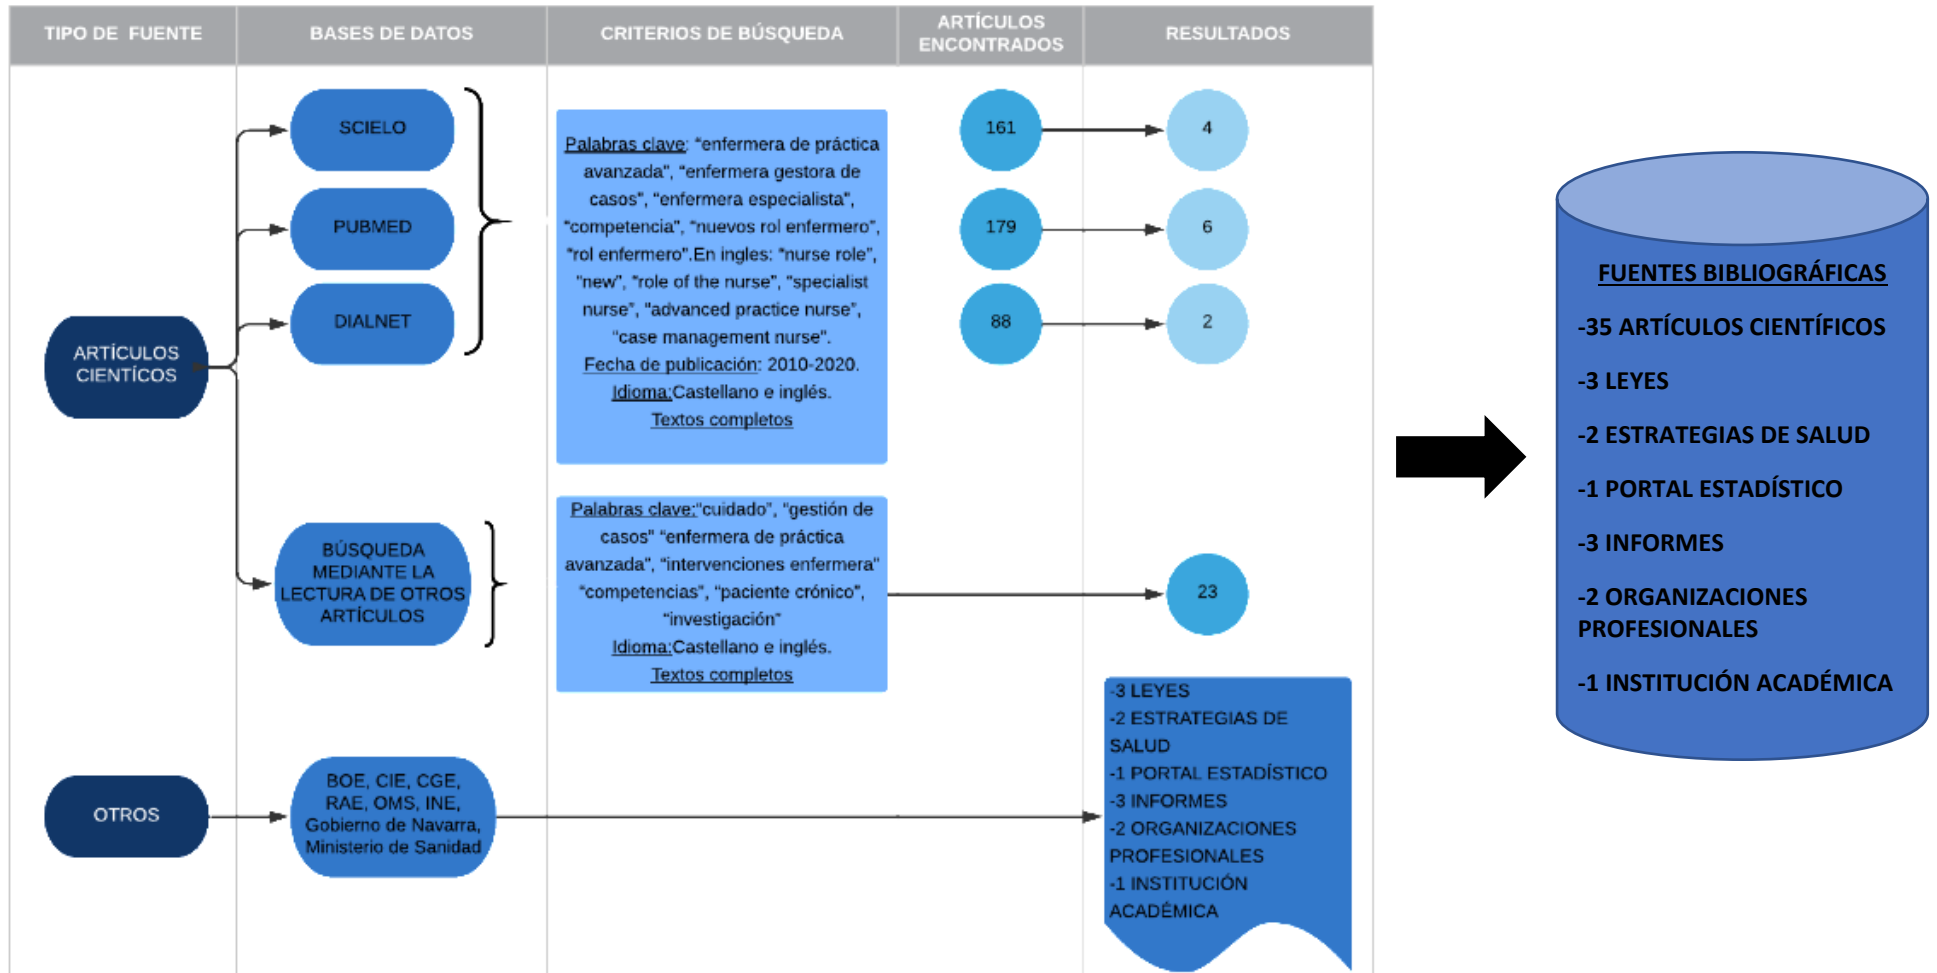 TIPO DE FUENTE
BASES DE DATOS
CRITERIOS DE BÚSQUEDA
ARTÍCULOS
ENCONTRADOS
RESULTADOS
ARTÍCULOS
CIENTÍCOS
SCIELO
PUBMED
DIALNET
Palabras clave: “enfermera de práctica
avanzada”, “enfermera gestora de
casos”, “enfermera especialista”,
“competencia”, “nuevos rol enfermero”,
“rol enfermero”.En ingles: “nurse role”,
“new”, “role of the nurse”, “specialist
nurse”, “advanced practice nurse”,
“case management nurse”.
Fecha de publicación: 2010-2020.
Idioma:Castellano e inglés.
Textos completos
161
4
179
6
88
2
BÚSQUEDA
MEDIANTE LA
LECTURA DE OTROS
ARTÍCULOS
Palabras clave:“cuidado”, “gestión de
casos” “enfermera de práctica
avanzada”, “intervenciones enfermera”
“competencias”, “paciente crónico”,
“investigación”
Idioma:Castellano e inglés.
Textos completos
23
OTROS
BOE, CIE, CGE,
RAE, OMS, INE,
Gobierno de Navarra,
Ministerio de Sanidad
-3 LEYES
-2 ESTRATEGIAS DE
SALUD
-1 PORTAL ESTADÍSTICO
-3 INFORMES
-2 ORGANIZACIONES
PROFESIONALES
-1 INSTITUCIÓN
ACADÉMICA
FUENTES BIBLIOGRÁFICAS
-35 ARTÍCULOS CIENTÍFICOS
-3 LEYES
-2 ESTRATEGIAS DE SALUD
-1 PORTAL ESTADÍSTICO
-3 INFORMES
-2 ORGANIZACIONES
PROFESIONALES
-1 INSTITUCIÓN ACADÉMICA